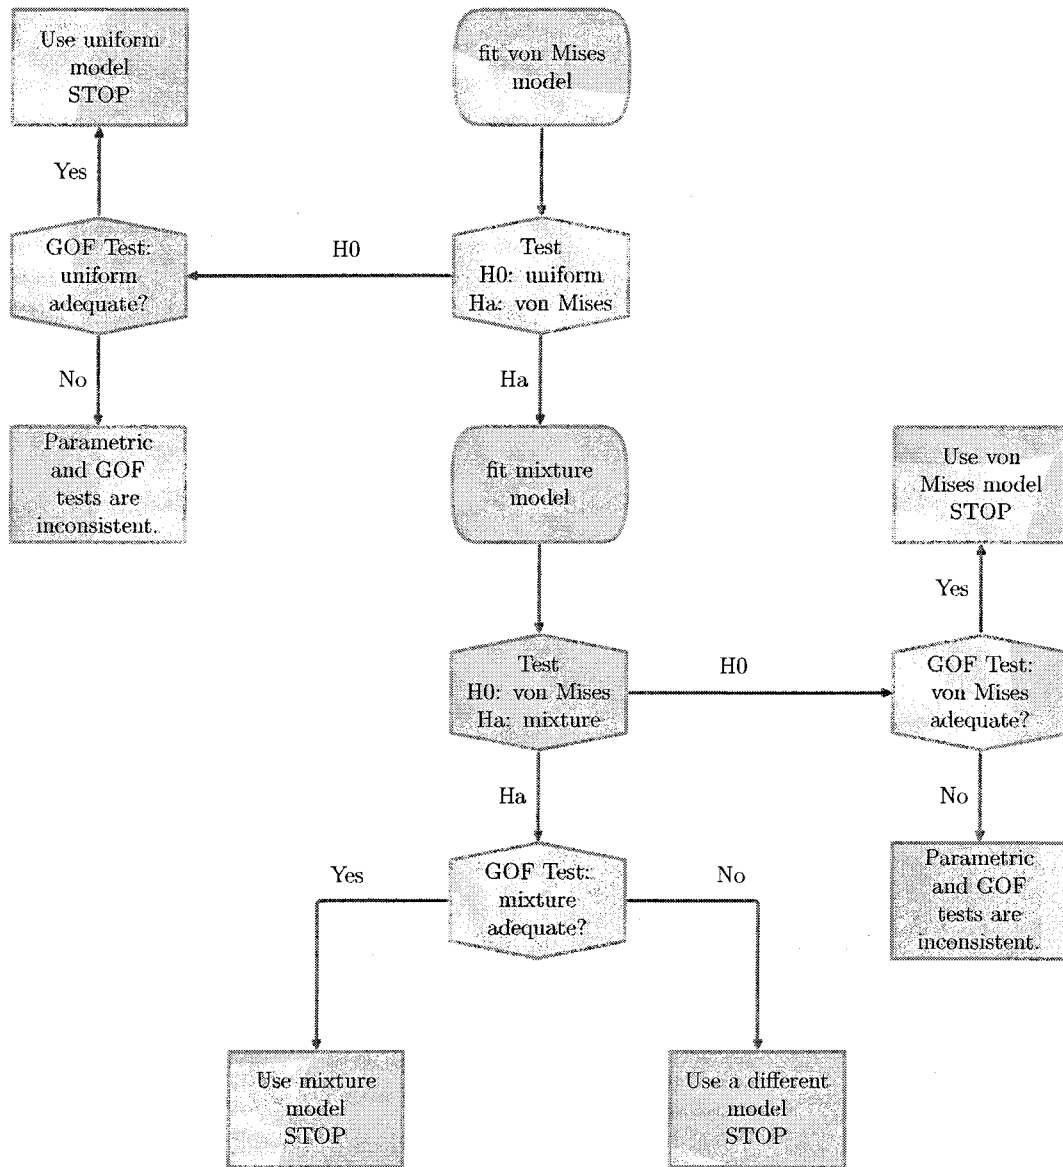 Use uniform
model
STOP
fit von Mises
model
Yes
GOF Test:
uniform
adequate?
H0
Test
H0: uniform
Ha: von Mises
No
Ha
Parametric
and GOF
tests are
inconsistent.
fit mixture
model
Use von
Mises model
STOP
Yes
Test
H0: von Mises
Ha: mixture
H0
GOF Test:
von Mises
adequate?
Ha
No
Yes
GOF Test:
mixture
adequate?
No
Parametric
and GOF
tests are
inconsistent.
Use mixture
model
STOP
Use a different
model
STOP